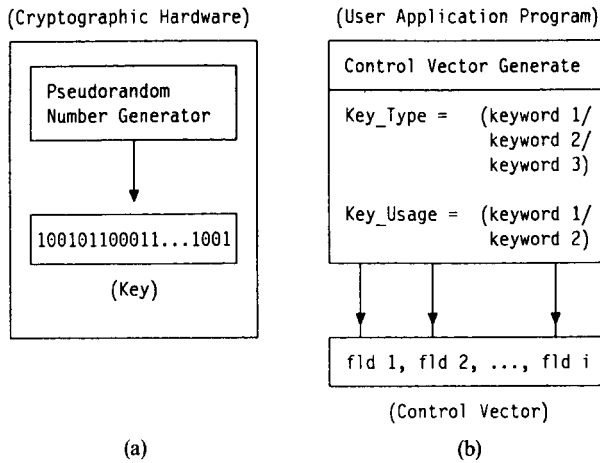 (Cryptographic Hardware)
Pseudorandom
Number Generator
100101100011...1001
(Key)
(a)
(User Application Program)
Control Vector Generate
Key_Type = (keyword 1/
keyword 2/
keyword 3)
Key_Usage = (keyword 1/
keyword 2)
fld 1, fld 2, ..., fld i
(Control Vector)
(b)